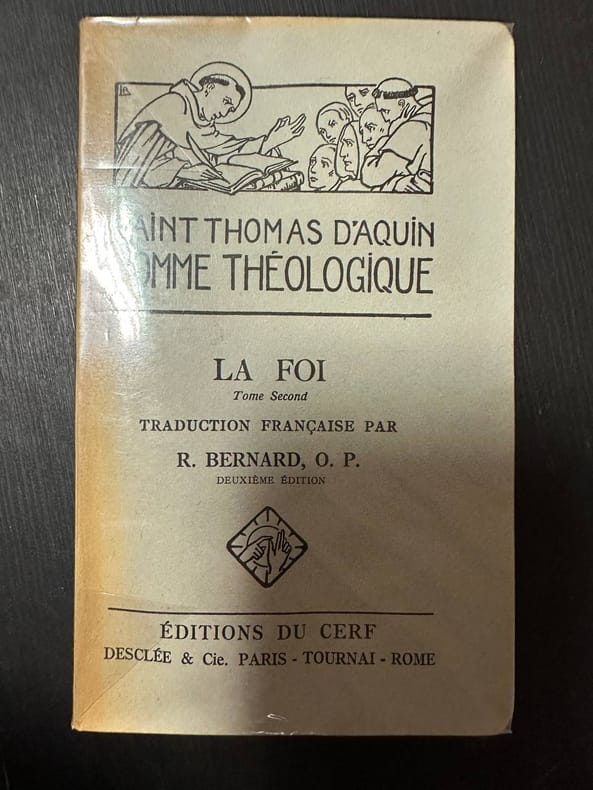 SAINT THOMAS D'AQUIN
SOMME THÉOLOGIQUE
LA FOI
Tome Second
TRADUCTION FRANÇAISE PAR
R. BERNARD, O. P.
DEUXIÈME ÉDITION
ÉDITIONS DU CERF
DESCLÉE & Cie. PARIS - TOURNAI - ROME